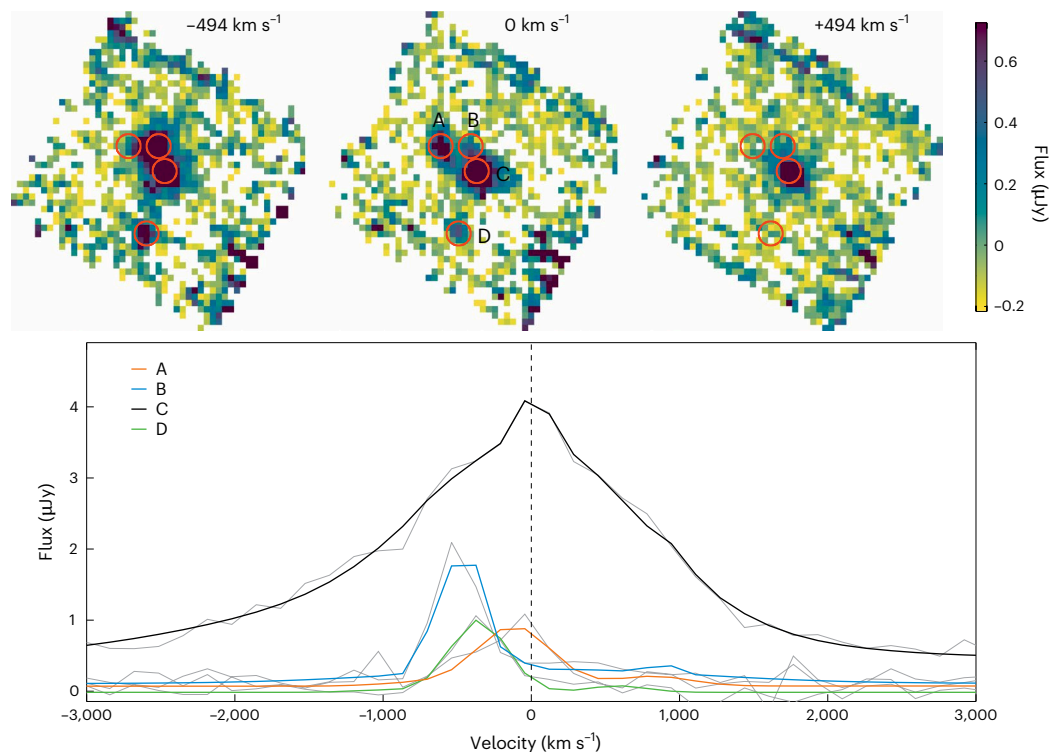 −494 km s⁻¹
0 km s⁻¹
+494 km s⁻¹
A
B
C
D
0.6
0.4
0.2
0
−0.2
Flux (μJy)
A
B
C
D
4
3
2
1
0
Flux (μJy)
−3,000
−2,000
−1,000
0
1,000
2,000
3,000
Velocity (km s⁻¹)